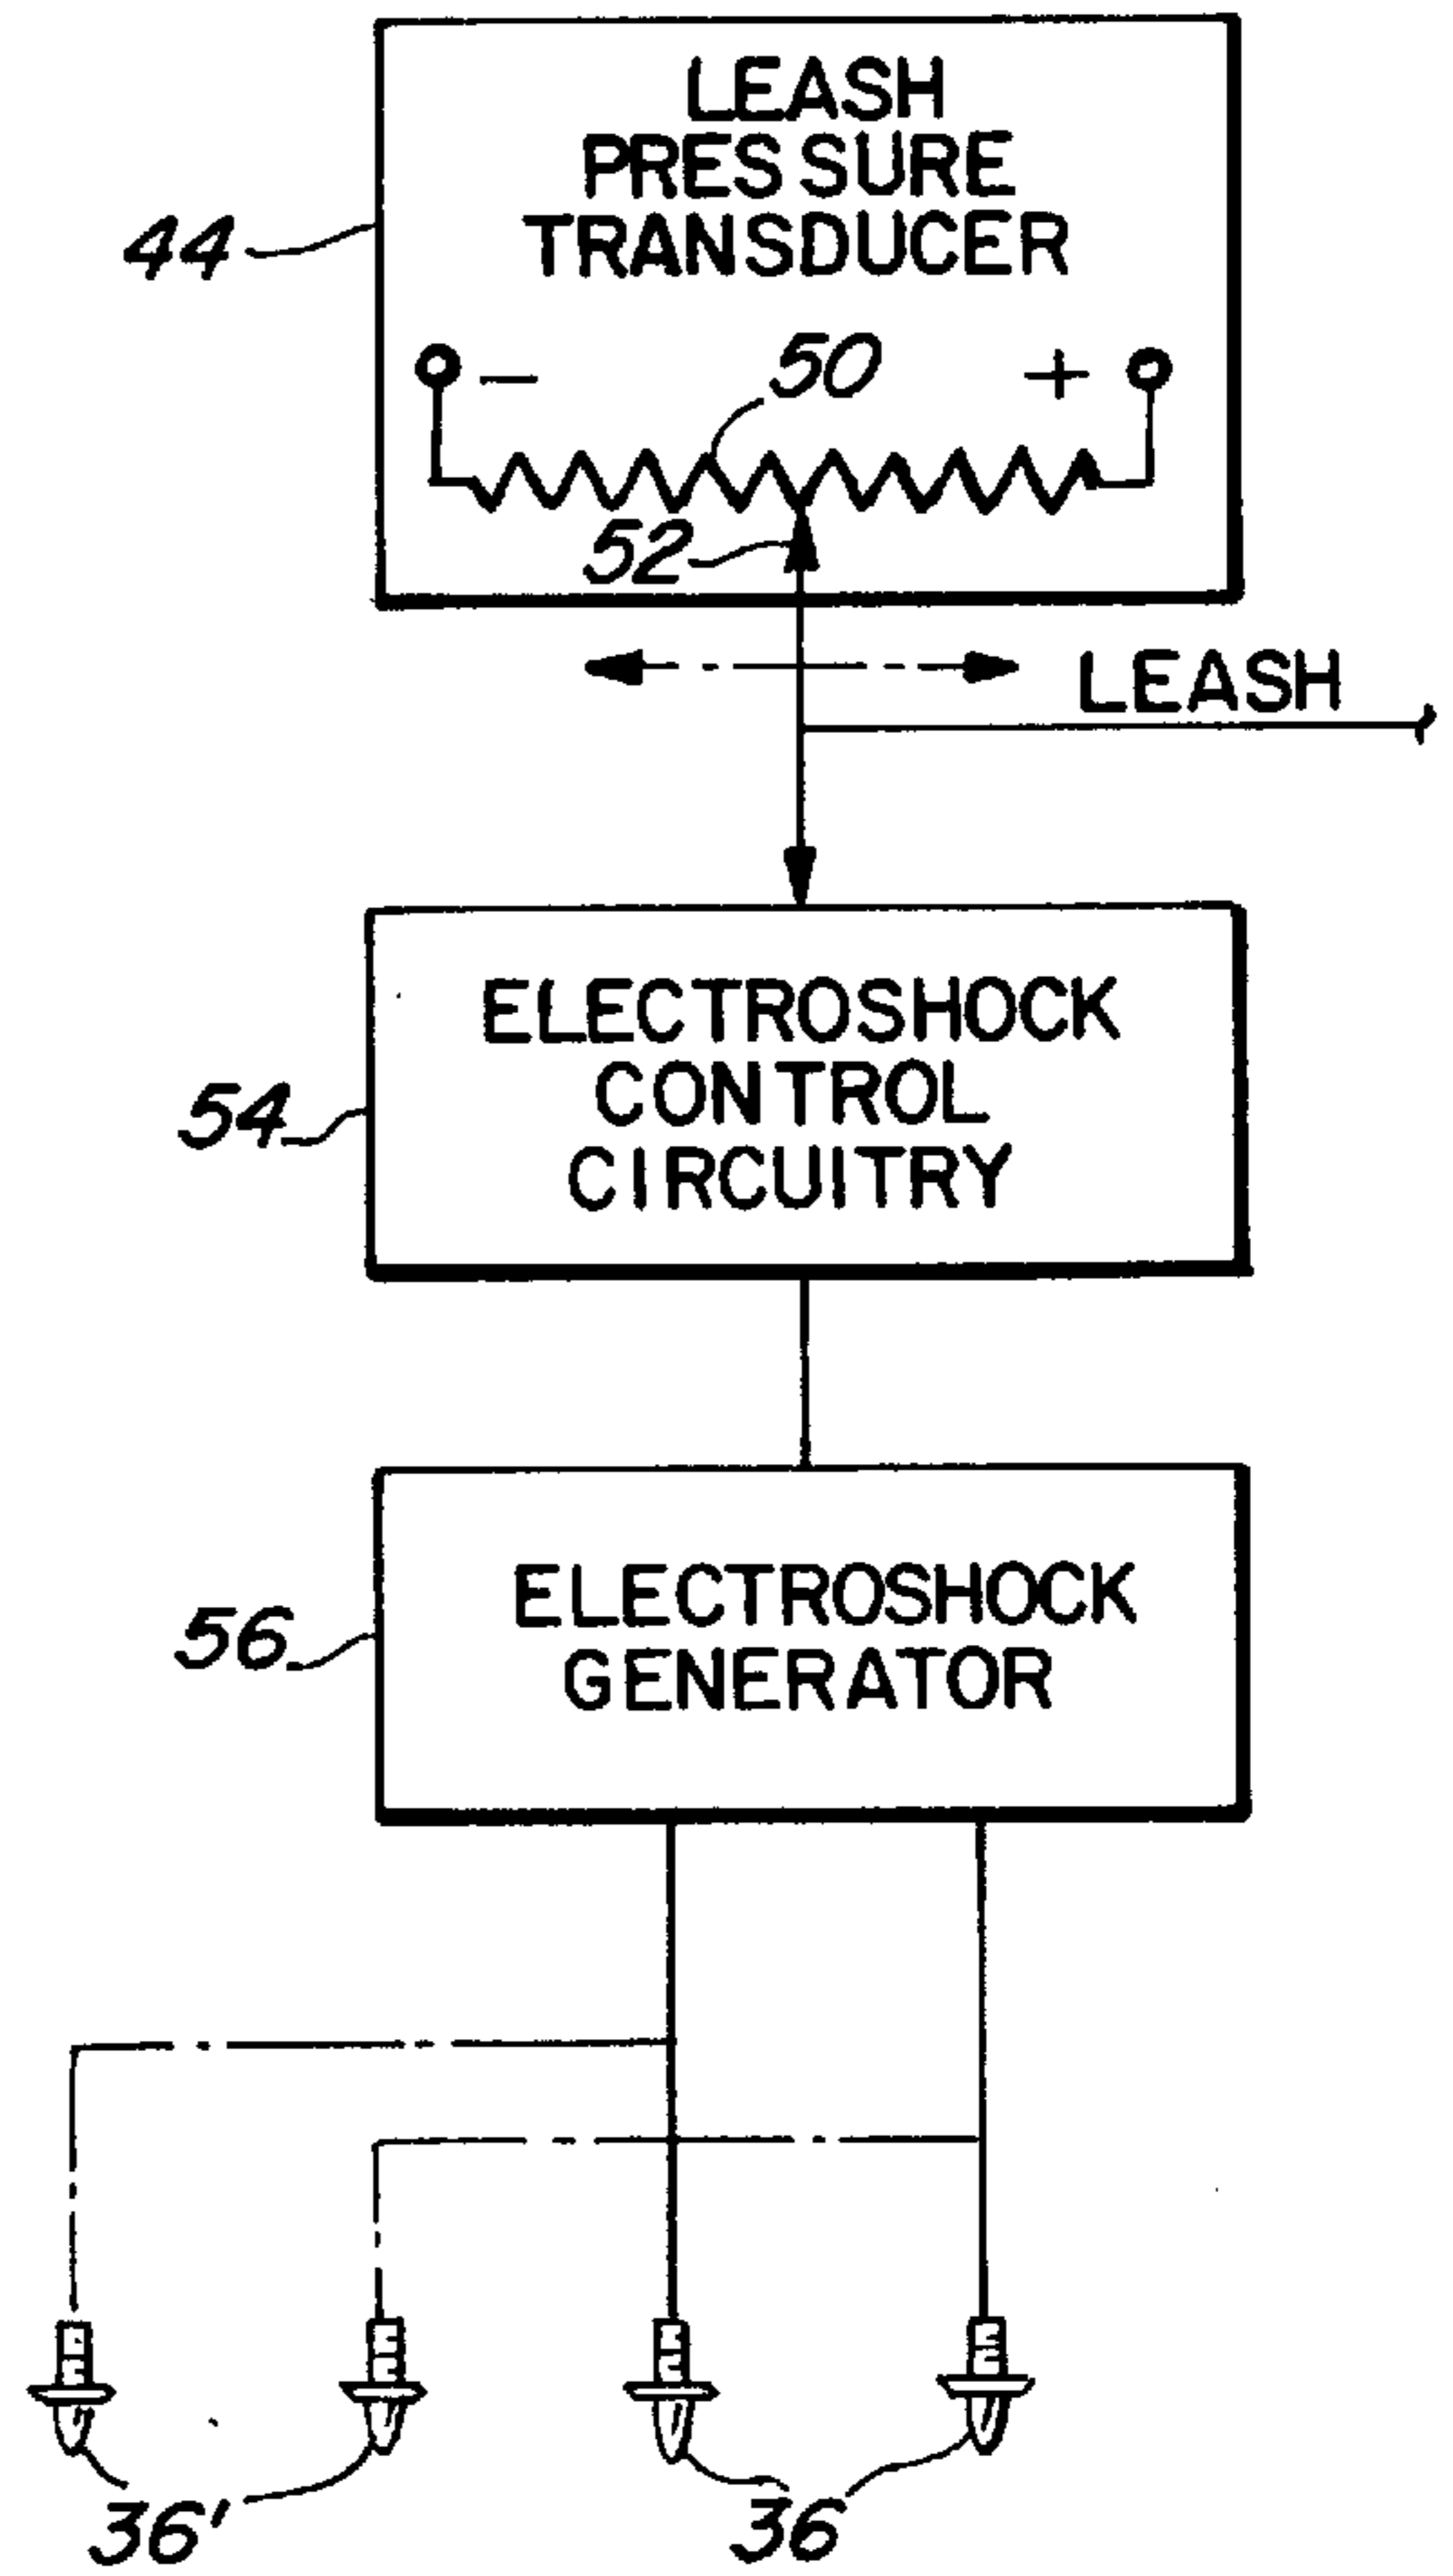 LEASH
PRESSURE
TRANSDUCER
44
- 50 +
52
LEASH
ELECTROSHOCK
CONTROL
CIRCUITRY
54
ELECTROSHOCK
GENERATOR
56
36' 36